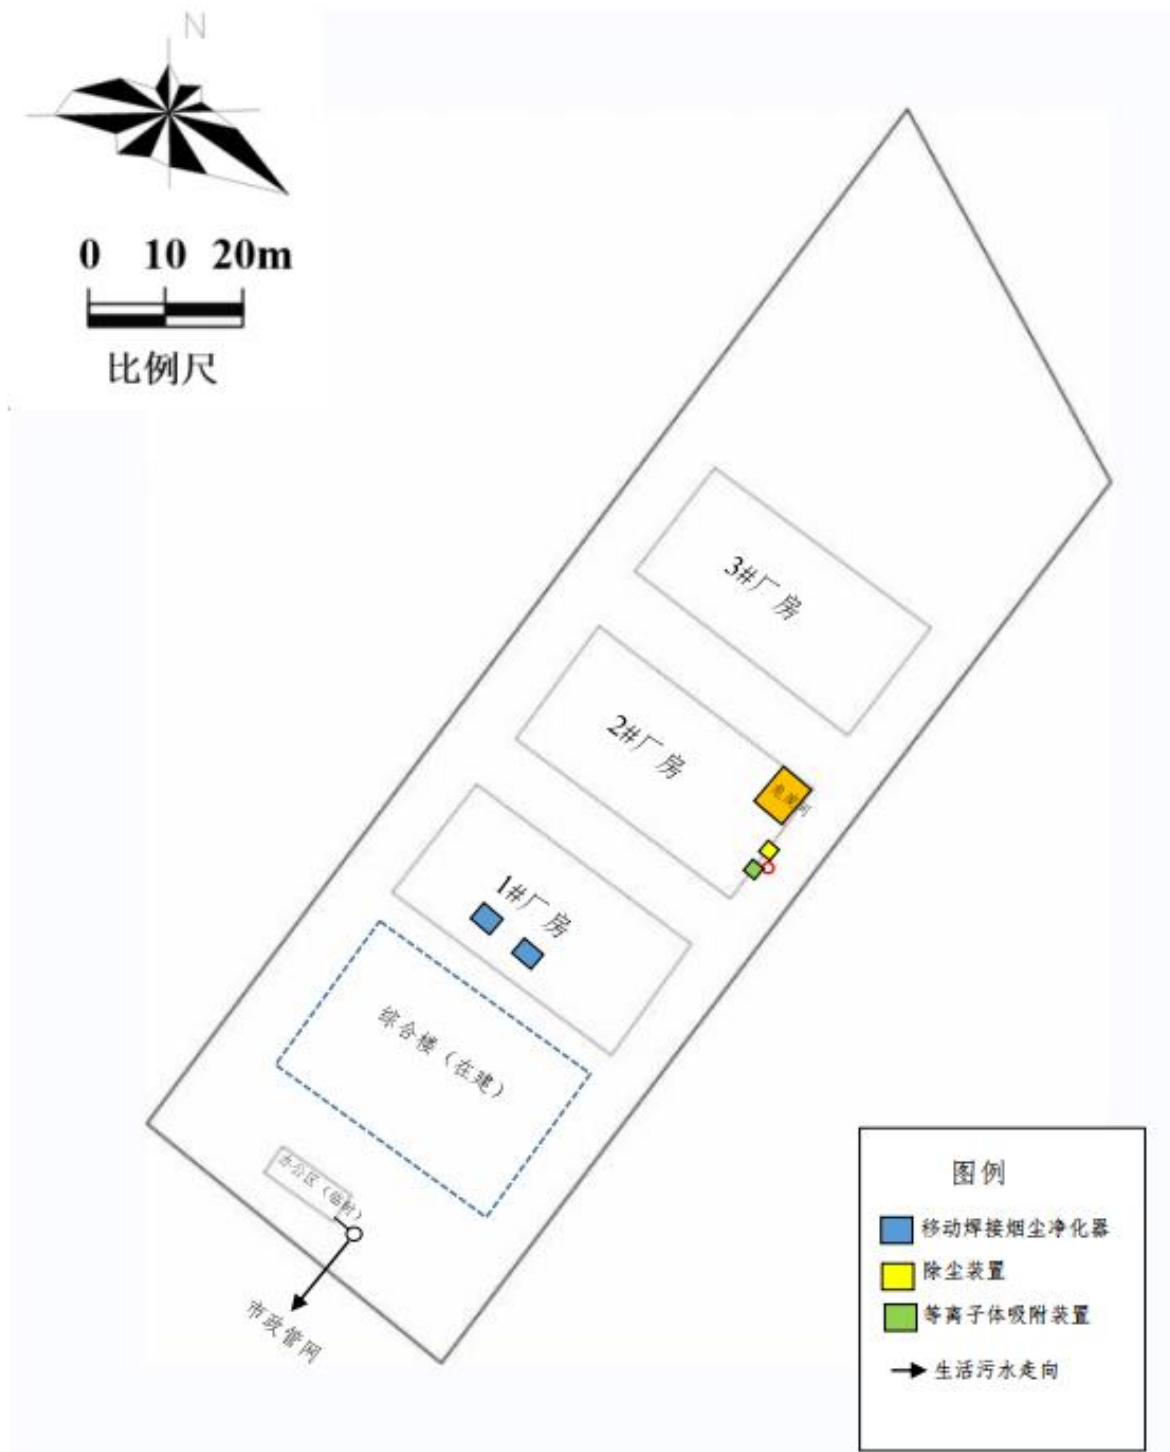 N
0 10 20m
比例尺
3#厂房
2#厂房
1#厂房
综合楼（在建）
办公区（临时）
市政管网
图例
移动焊接烟尘净化器
除尘装置
等离子体吸附装置
生活污水走向